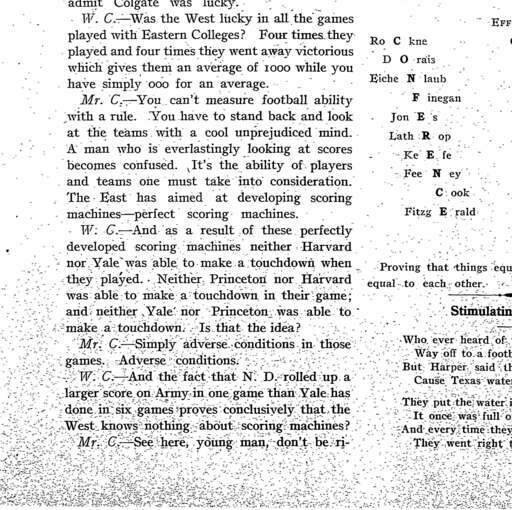 admit Colgate was lucky.
W. C.—Was the West lucky in all the games
played with Eastern Colleges? Four times they
played and four times they went away victorious
which gives them an average of 1000 while you
have simply 000 for an average.
Mr. C.—You can't measure football ability
with a rule. You have to stand back and look
at the teams with a cool unprejudiced mind.
A man who is everlastingly looking at scores
becomes confused. It's the ability of players
and teams one must take into consideration.
The East has aimed at developing scoring
machines—perfect scoring machines.
W. C.—And as a result of these perfectly
developed scoring machines neither Harvard
nor Yale was able to make a touchdown when
they played. Neither Princeton nor Harvard
was able to make a touchdown in their game;
and neither Yale nor Princeton was able to
make a touchdown. Is that the idea?
Mr. C.—Simply adverse conditions in those
games. Adverse conditions.
W. C.—And the fact that N. D. rolled up a
larger score on Army in one game than Yale has
done in six games proves conclusively that the
West knows nothing about scoring machines?
Mr. C.—See here, young man, don't be ri-
EFF
Ro C kne
D O rais
Eiche N laub
F inegan
Jon E s
Lath R op
Ke E fe
Fee N ey
C ook
Fitzg E rald
Proving that things equ
equal to each other.
Stimulatin
Who ever heard of
Way off to a footb
But Harper said th
Cause Texas wate
They put the water i
It once was full o
And every time they
They went right t